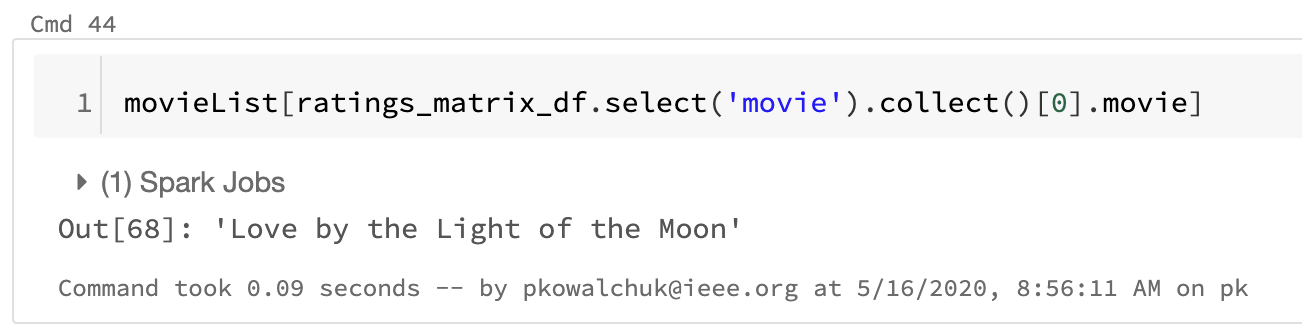 Cmd 44
1 movieList[ratings_matrix_df.select('movie').collect()[0].movie]
(1) Spark Jobs
Out[68]: 'Love by the Light of the Moon'
Command took 0.09 seconds -- by pkowalchuk@ieee.org at 5/16/2020, 8:56:11 AM on pk